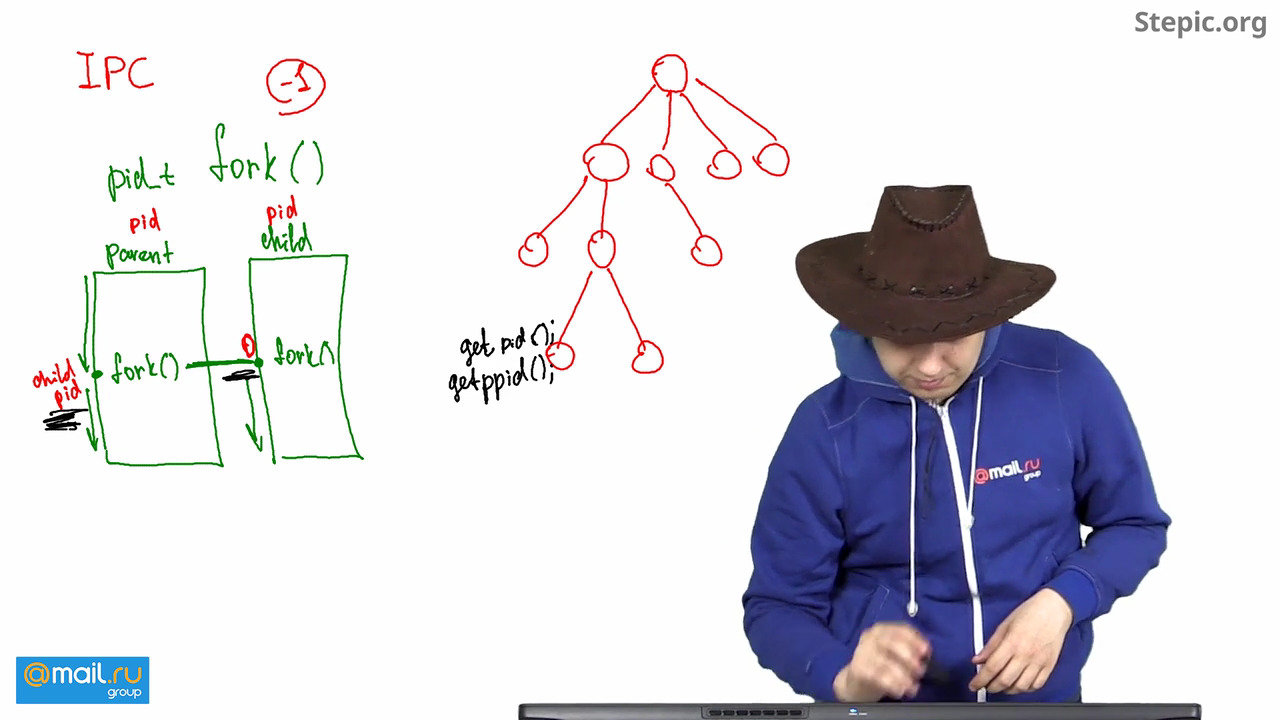 Stepic.org
IPC
-1
pid_t fork()
pid
parent
pid
child
fork()
0
fork()
child
pid
getpid();
getppid();
@mail.ru
group
@mail.ru
group